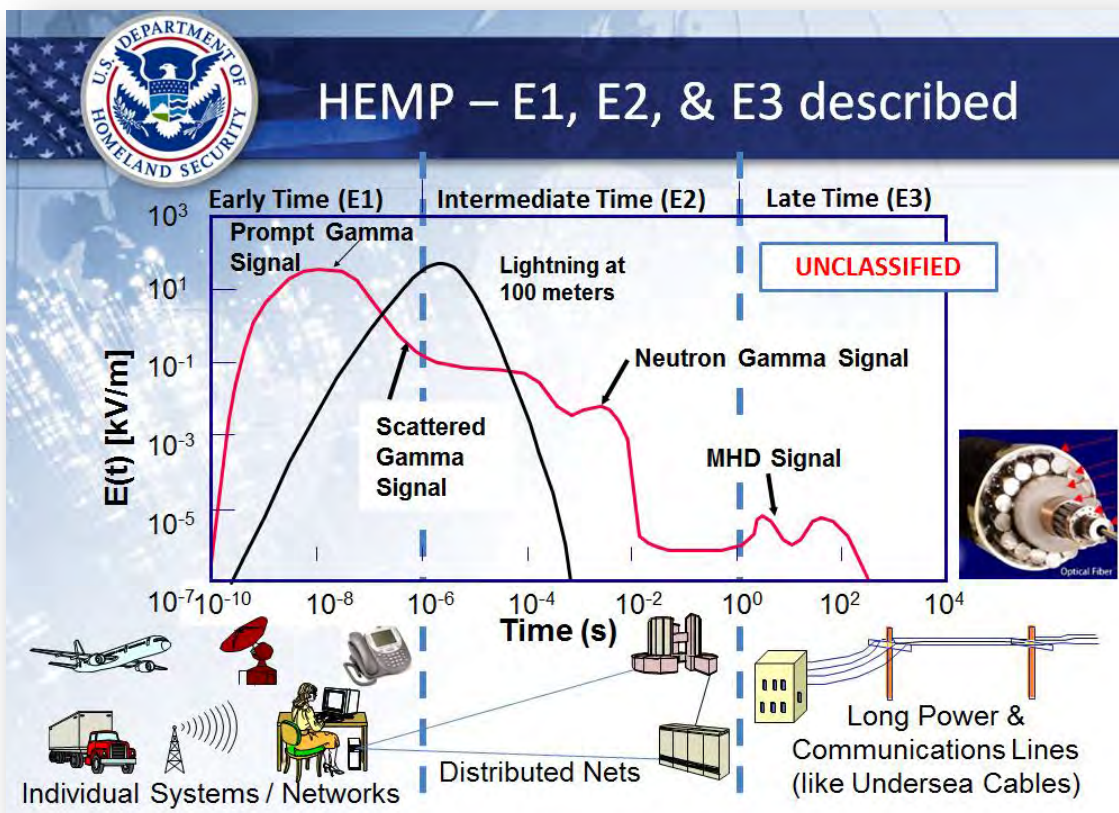 U.S. DEPARTMENT OF
HOMELAND SECURITY
HEMP – E1, E2, & E3 described
Early Time (E1)
Intermediate Time (E2)
Late Time (E3)
10³
10¹
10⁻¹
10⁻³
10⁻⁵
10⁻⁷
E(t) [kV/m]
Prompt Gamma
Signal
Lightning at
100 meters
UNCLASSIFIED
Scattered
Gamma
Signal
Neutron Gamma Signal
MHD Signal
Optical Fiber
10⁻¹⁰
10⁻⁸
10⁻⁶
10⁻⁴
10⁻²
10⁰
10²
10⁴
Time (s)
Individual Systems / Networks
Distributed Nets
Long Power &
Communications Lines
(like Undersea Cables)